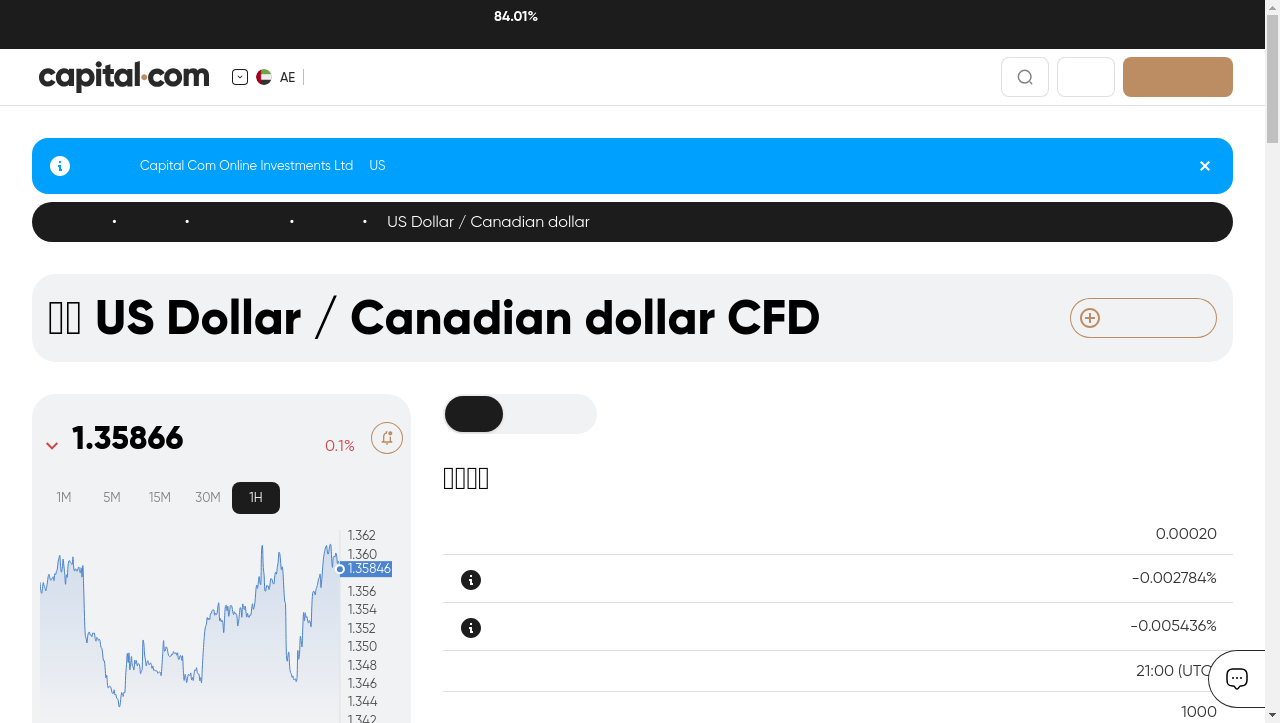 84.01%
capital.com
AE
Capital Com Online Investments Ltd US
US Dollar / Canadian dollar
US Dollar / Canadian dollar CFD
1.35866
0.1%
1M 5M 15M 30M 1H
1.362
1.360
1.35846
1.356
1.354
1.352
1.350
1.348
1.346
1.344
1.342
0.00020
-0.002784%
-0.005436%
21:00 (UTC)
1000